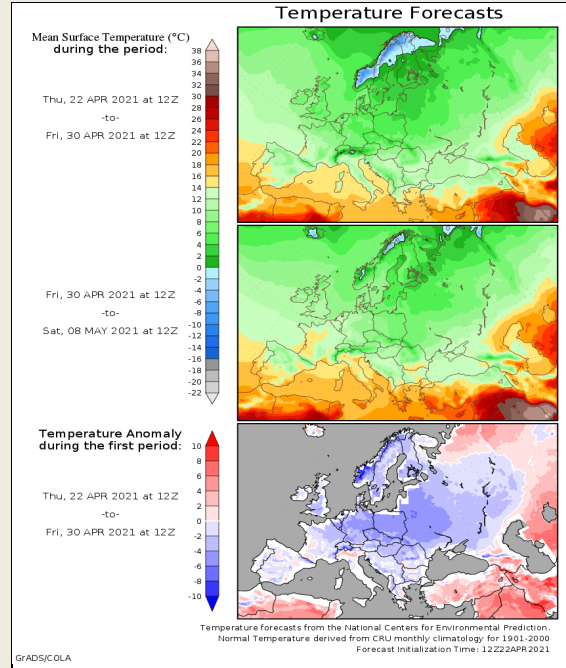 Temperature Forecasts
Mean Surface Temperature (°C)
during the period:
Thu, 22 APR 2021 at 12Z
-to-
Fri, 30 APR 2021 at 12Z
38
36
34
32
30
28
26
24
22
20
18
16
14
12
10
8
6
4
2
0
-2
-4
-6
-8
-10
-12
-14
-16
-18
-20
-22
Fri, 30 APR 2021 at 12Z
-to-
Sat, 08 MAY 2021 at 12Z
Temperature Anomaly
during the first period:
Thu, 22 APR 2021 at 12Z
-to-
Fri, 30 APR 2021 at 12Z
10
8
6
4
2
0
-2
-4
-6
-8
-10
Temperature forecasts from the National Centers for Environmental Prediction.
Normal Temperature derived from CRU monthly climatology for 1901-2000
Forecast Initialization Time: 12Z22APR2021
GrADS/COLA